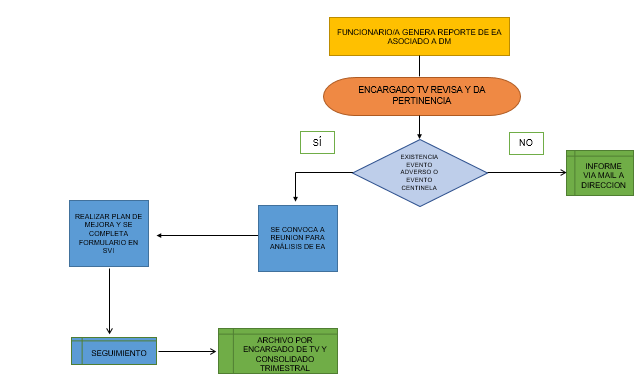 FUNCIONARIO/A GENERA REPORTE DE EA
ASOCIADO A DM
ENCARGADO TV REVISA Y DA
PERTINENCIA
SÍ
NO
EXISTENCIA
EVENTO
ADVERSO O
EVENTO
CENTINELA
INFORME
VIA MAIL A
DIRECCION
REALIZAR PLAN DE
MEJORA Y SE
COMPLETA
FORMULARIO EN
SVI
SE CONVOCA A
REUNION PARA
ANÁLISIS DE EA
SEGUIMIENTO
ARCHIVO POR
ENCARGADO DE TV Y
CONSOLIDADO
TRIMESTRAL